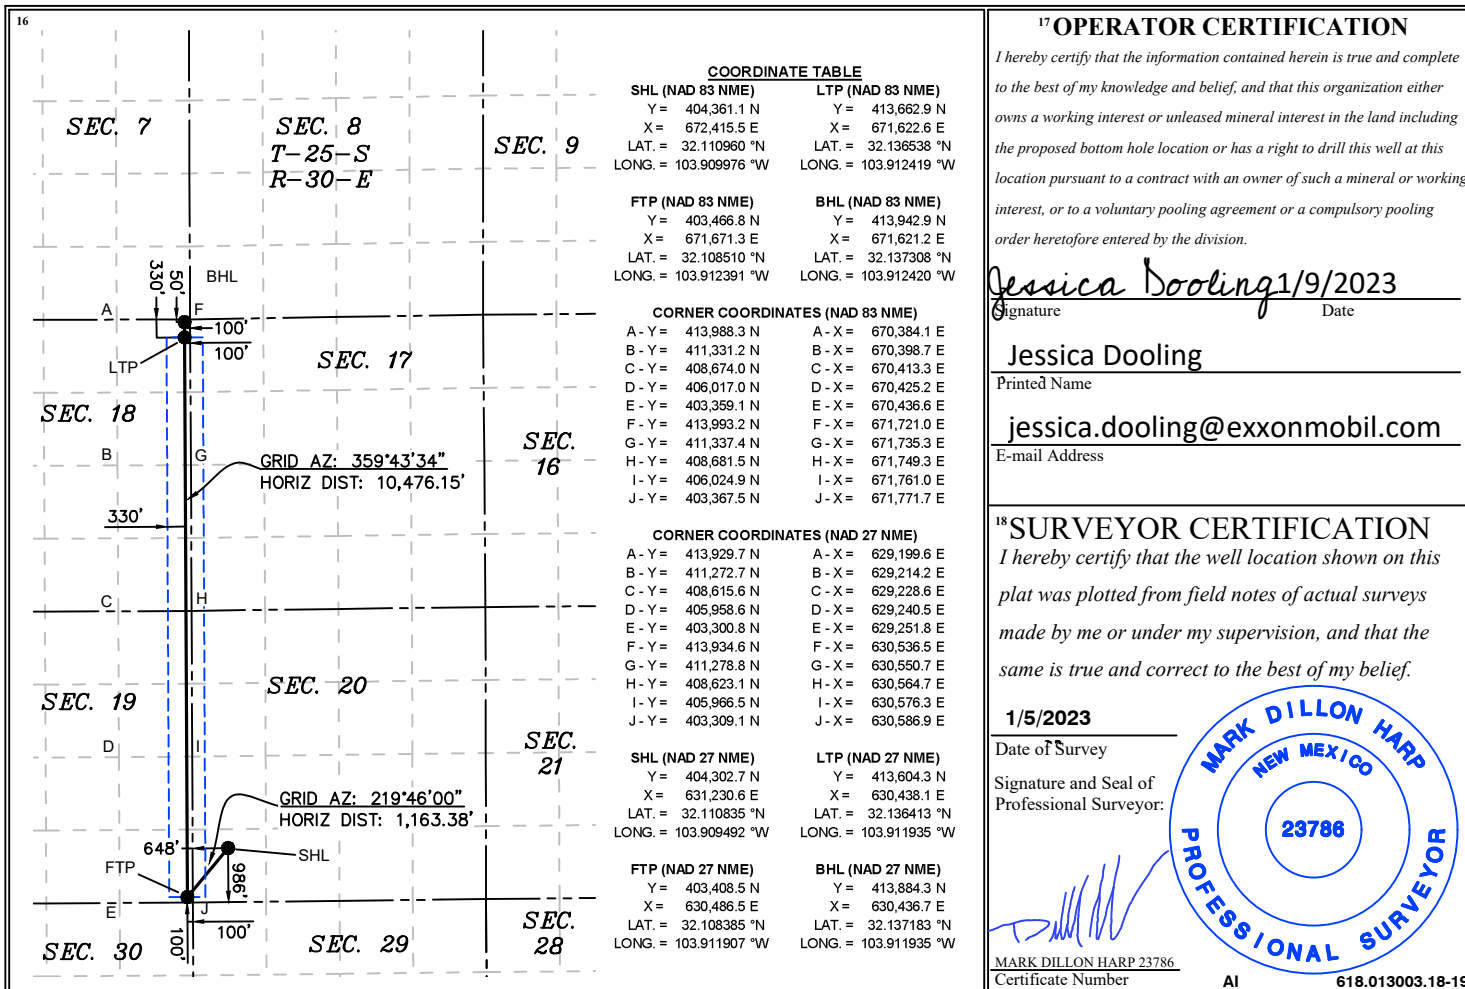 16
SEC. 7
SEC. 8
T-25-S
R-30-E
SEC. 9
330'
50'
BHL
A
F
100'
100'
LTP
SEC. 17
SEC. 18
B
G
SEC.
16
GRID AZ: 359°43'34"
HORIZ DIST: 10,476.15'
330'
C
H
SEC. 19
SEC. 20
D
I
SEC.
21
GRID AZ: 219°46'00"
HORIZ DIST: 1,163.38'
648'
SHL
FTP
986'
E
J
100'
100'
SEC. 30
SEC. 29
SEC.
28
COORDINATE TABLE
SHL (NAD 83 NME) LTP (NAD 83 NME)
Y = 404,361.1 N Y = 413,662.9 N
X = 672,415.5 E X = 671,622.6 E
LAT. = 32.110960 °N LAT. = 32.136538 °N
LONG. = 103.909976 °W LONG. = 103.912419 °W
FTP (NAD 83 NME) BHL (NAD 83 NME)
Y = 403,466.8 N Y = 413,942.9 N
X = 671,671.3 E X = 671,621.2 E
LAT. = 32.108510 °N LAT. = 32.137308 °N
LONG. = 103.912391 °W LONG. = 103.912420 °W
CORNER COORDINATES (NAD 83 NME)
A - Y = 413,988.3 N A - X = 670,384.1 E
B - Y = 411,331.2 N B - X = 670,398.7 E
C - Y = 408,674.0 N C - X = 670,413.3 E
D - Y = 406,017.0 N D - X = 670,425.2 E
E - Y = 403,359.1 N E - X = 670,436.6 E
F - Y = 413,993.2 N F - X = 671,721.0 E
G - Y = 411,337.4 N G - X = 671,735.3 E
H - Y = 408,681.5 N H - X = 671,749.3 E
I - Y = 406,024.9 N I - X = 671,761.0 E
J - Y = 403,367.5 N J - X = 671,771.7 E
CORNER COORDINATES (NAD 27 NME)
A - Y = 413,929.7 N A - X = 629,199.6 E
B - Y = 411,272.7 N B - X = 629,214.2 E
C - Y = 408,615.6 N C - X = 629,228.6 E
D - Y = 405,958.6 N D - X = 629,240.5 E
E - Y = 403,300.8 N E - X = 629,251.8 E
F - Y = 413,934.6 N F - X = 630,536.5 E
G - Y = 411,278.8 N G - X = 630,550.7 E
H - Y = 408,623.1 N H - X = 630,564.7 E
I - Y = 405,966.5 N I - X = 630,576.3 E
J - Y = 403,309.1 N J - X = 630,586.9 E
SHL (NAD 27 NME) LTP (NAD 27 NME)
Y = 404,302.7 N Y = 413,604.3 N
X = 631,230.6 E X = 630,438.1 E
LAT. = 32.110835 °N LAT. = 32.136413 °N
LONG. = 103.909492 °W LONG. = 103.911935 °W
FTP (NAD 27 NME) BHL (NAD 27 NME)
Y = 403,408.5 N Y = 413,884.3 N
X = 630,486.5 E X = 630,436.7 E
LAT. = 32.108385 °N LAT. = 32.137183 °N
LONG. = 103.911907 °W LONG. = 103.911935 °W
17 OPERATOR CERTIFICATION
I hereby certify that the information contained herein is true and complete
to the best of my knowledge and belief, and that this organization either
owns a working interest or unleased mineral interest in the land including
the proposed bottom hole location or has a right to drill this well at this
location pursuant to a contract with an owner of such a mineral or working
interest, or to a voluntary pooling agreement or a compulsory pooling
order heretofore entered by the division.
Jessica Dooling 1/9/2023
Signature Date
Jessica Dooling
Printed Name
jessica.dooling@exxonmobil.com
E-mail Address
18 SURVEYOR CERTIFICATION
I hereby certify that the well location shown on this
plat was plotted from field notes of actual surveys
made by me or under my supervision, and that the
same is true and correct to the best of my belief.
1/5/2023
Date of Survey
Signature and Seal of
Professional Surveyor:
MARK DILLON HARP
NEW MEXICO
23786
PROFESSIONAL SURVEYOR
MARK DILLON HARP 23786
Certificate Number
AI 618.013003.18-19